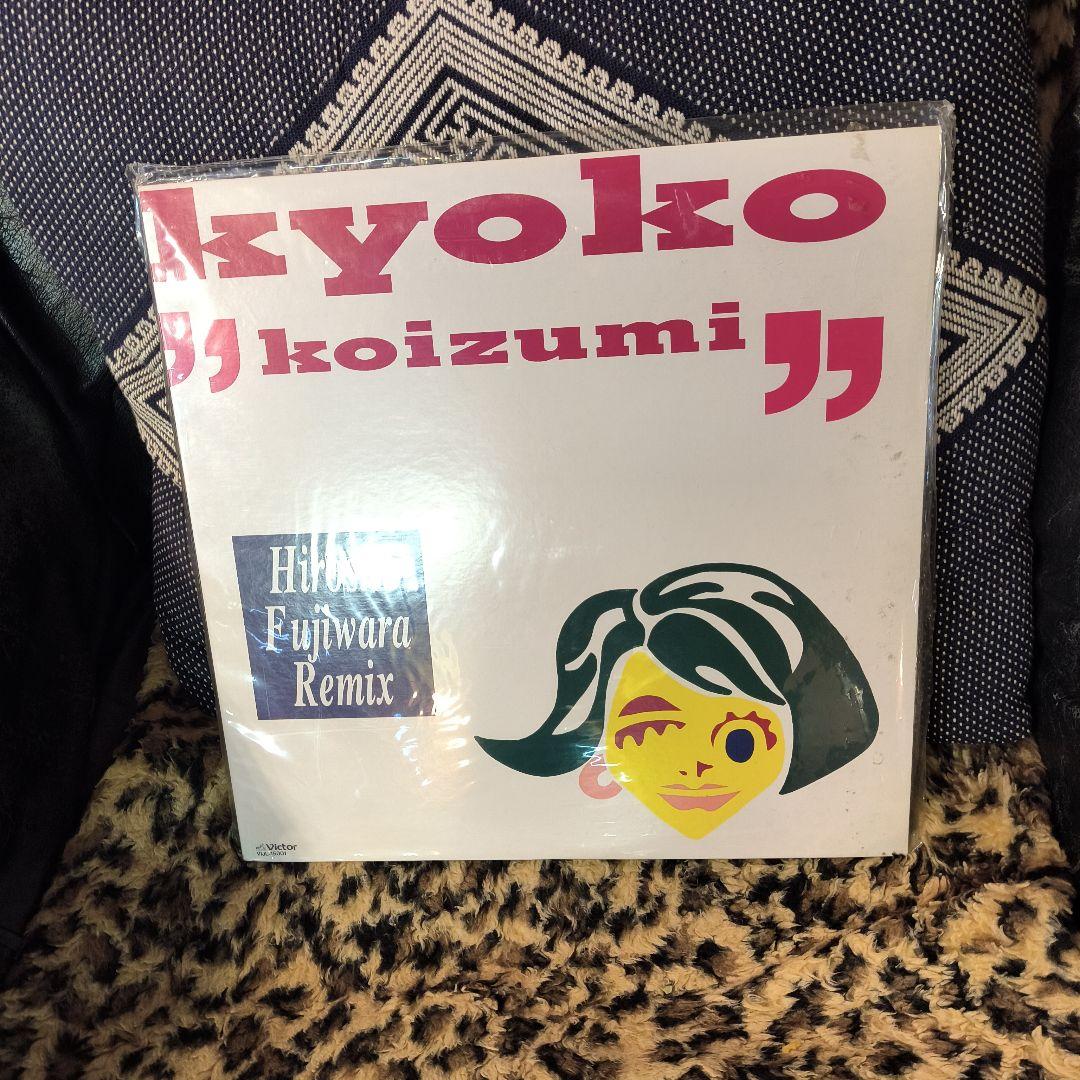 kyoko
”koizumi”
Hiroshi
Fujiwara
Remix
Victor